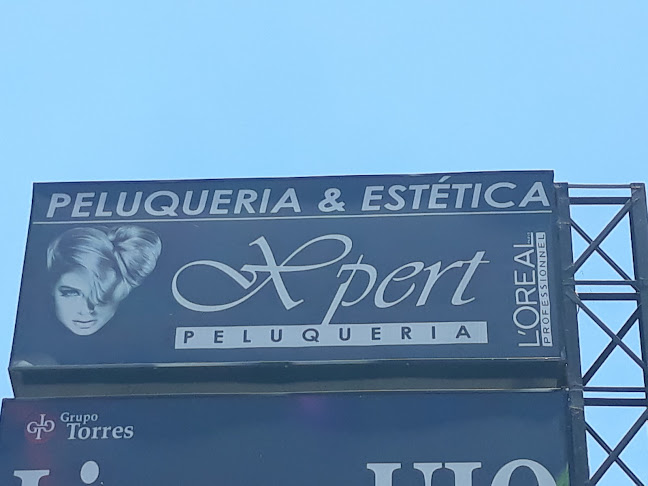 PELUQUERIA & ESTÉTICA
Xpert
PELUQUERIA
L'OREAL
PROFESSIONNEL
Grupo
Torres